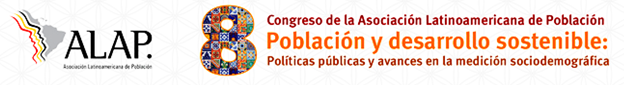 ALAP.
Asociación Latinoamericana de Población
8
Congreso de la Asociación Latinoamericana de Población
Población y desarrollo sostenible:
Políticas públicas y avances en la medición sociodemográfica